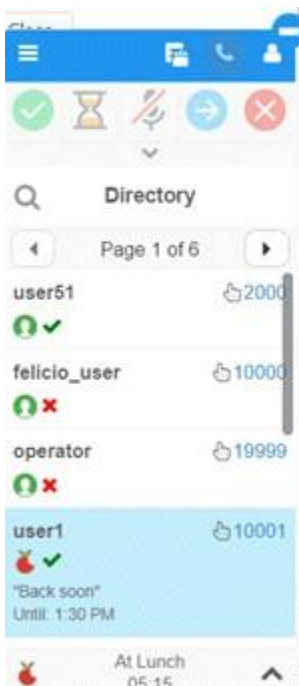 Close
Directory
Page 1 of 6
user51 2000
felicio_user 10000
operator 19999
user1 10001
"Back soon"
Until: 1:30 PM
At Lunch
05:15